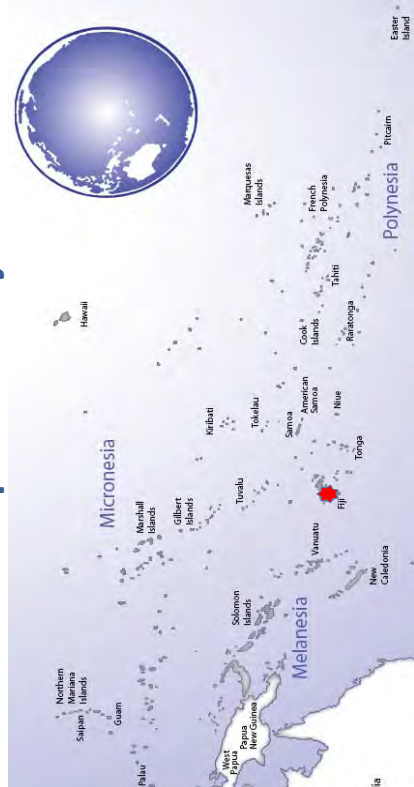 Northern
Mariana
Islands
Saipan
Guam
Palau
Micronesia
Marshall
Islands
Gilbert
Islands
Hawaii
Kiribati
Tuvalu
Tokelau
West
Papua
Papua
New Guinea
Solomon
Islands
Melanesia
Vanuatu
New
Caledonia
Fiji
Samoa
American
Samoa
Tonga
Niue
Cook
Islands
Raratonga
Tahiti
French
Polynesia
Marquesas
Islands
Pitcairn
Polynesia
Easter
Island